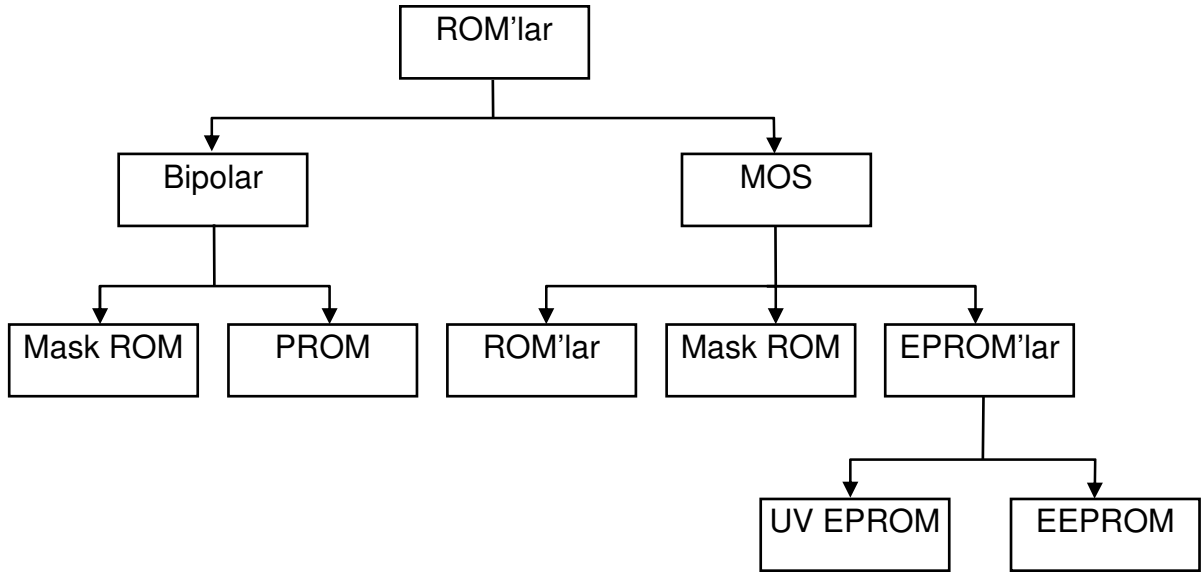 ROM'lar
Bipolar
MOS
Mask ROM
PROM
ROM'lar
Mask ROM
EPROM'lar
UV EPROM
EEPROM